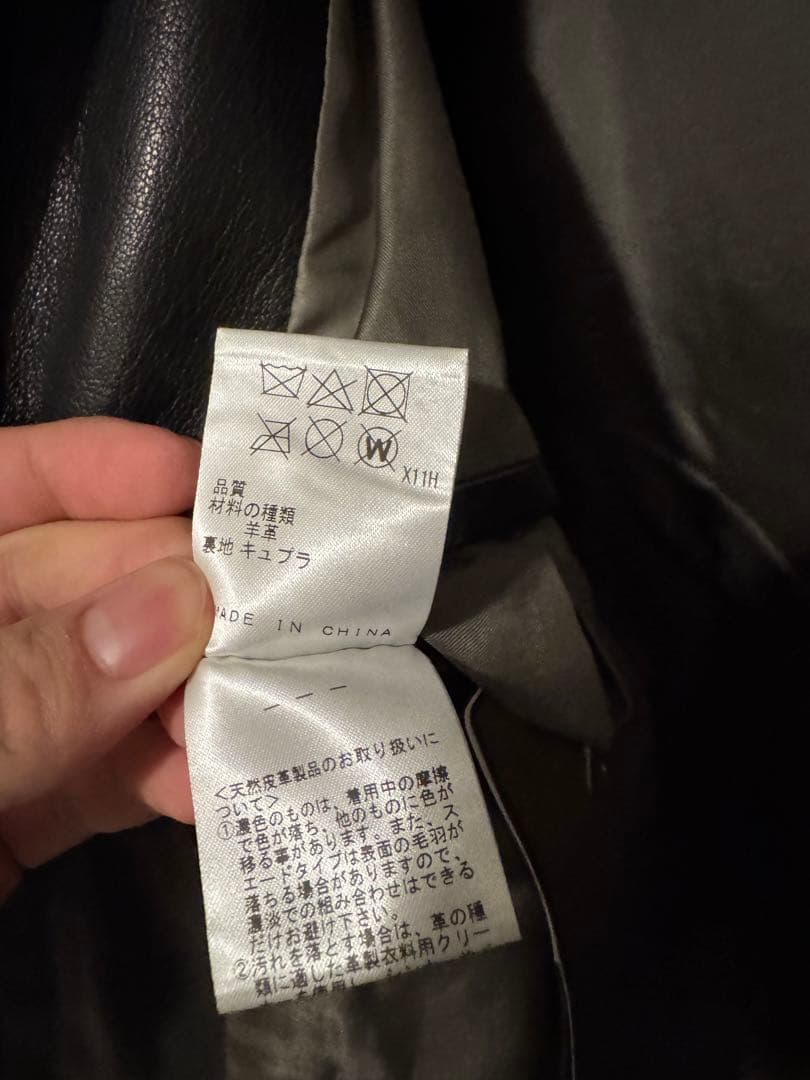 W
X11H
品質
材料の種類
羊革
裏地 キュプラ
MADE IN CHINA
<天然皮革製品のお取り扱いに
ついて>
①濃色のものは、着用中の摩擦
で色が落ち、他のものに色が
移る事があります。また、ス
エードタイプは表面の毛羽が
落ちる場合がありますので、
濃淡での組み合わせはできる
だけお避け下さい。
②汚れを落とす場合は、革の種
類に適した革製衣料用クリー